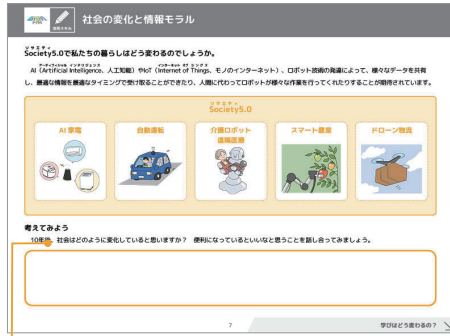 社会の変化と情報モラル
ソサエティ
Society5.0で私たちの暮らしはどう変わるのでしょうか。
アーティフィシャル インテリジェンス インターネット オブ シングス
AI（Artificial Intelligence、人工知能）やIoT（Internet of Things、モノのインターネット）、ロボット技術の発達によって、様々なデータを共有
し、最適な情報を最適なタイミングで受け取ることができたり、人間に代わってロボットが様々な作業を行ってくれたりすることが期待されています。
ソサエティ
Society5.0
AI 家電
自動運転
介護ロボット
遠隔医療
スマート農業
ドローン物流
考えてみよう
10年後、社会はどのように変化していると思いますか？ 便利になっているといいなと思うことを話し合ってみましょう。
7
学びはどう変わるの？